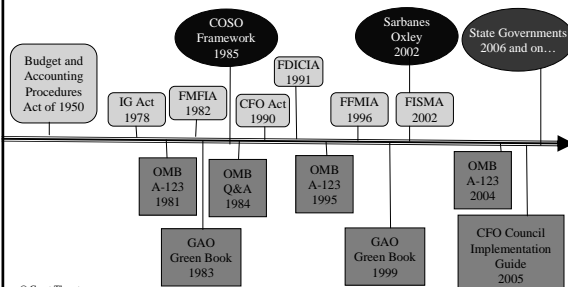 COSO
Framework
1985
Sarbanes
Oxley
2002
State Governments
2006 and on…
Budget and
Accounting
Procedures
Act of 1950
IG Act
1978
FMFIA
1982
CFO Act
1990
FDICIA
1991
FFMIA
1996
FISMA
2002
OMB
A-123
1981
OMB
Q&A
1984
OMB
A-123
1995
OMB
A-123
2004
GAO
Green Book
1983
GAO
Green Book
1999
CFO Council
Implementation
Guide
2005